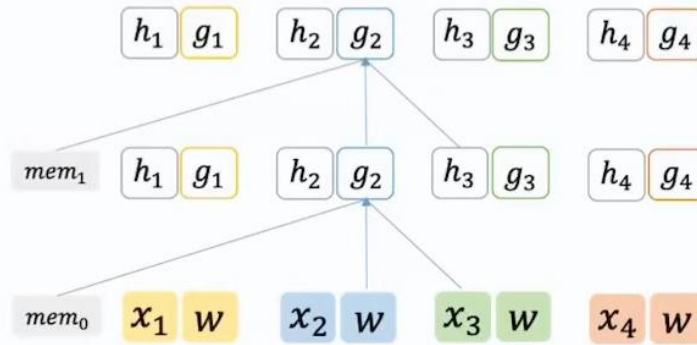 h₁ g₁ h₂ g₂ h₃ g₃ h₄ g₄
mem₁ h₁ g₁ h₂ g₂ h₃ g₃ h₄ g₄
mem₀ x₁ w x₂ w x₃ w x₄ w